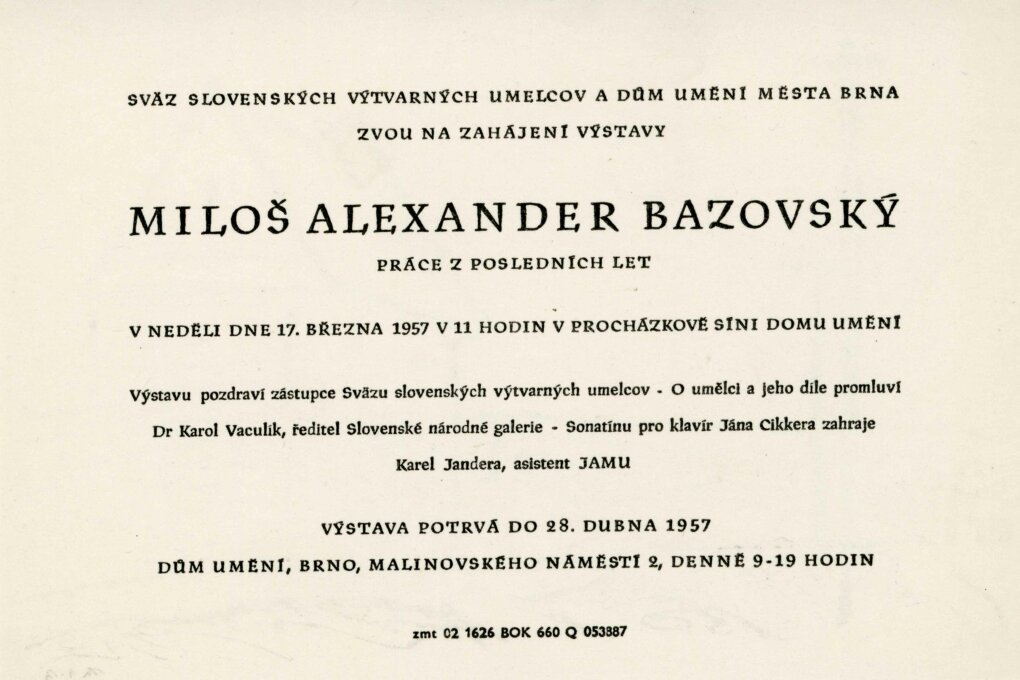 SVÄZ SLOVENSKÝCH VÝTVARNÝCH UMELCOV A DŮM UMĚNÍ MĚSTA BRNA
ZVOU NA ZAHÁJENÍ VÝSTAVY
MILOŠ ALEXANDER BAZOVSKÝ
PRÁCE Z POSLEDNÍCH LET
V NEDĚLI DNE 17. BŘEZNA 1957 V 11 HODIN V PROCHÁZKOVĚ SÍNI DOMU UMĚNÍ
Výstavu pozdraví zástupce Sväzu slovenských výtvarných umelcov - O umělci a jeho díle promluví
Dr Karol Vaculík, ředitel Slovenské národné galerie - Sonatínu pro klavír Jána Cikkera zahraje
Karel Jandera, asistent JAMU
VÝSTAVA POTRVÁ DO 28. DUBNA 1957
DŮM UMĚNÍ, BRNO, MALINOVSKÉHO NÁMĚSTÍ 2, DENNĚ 9-19 HODIN
zmt 02 1626 BOK 660 Q 053887